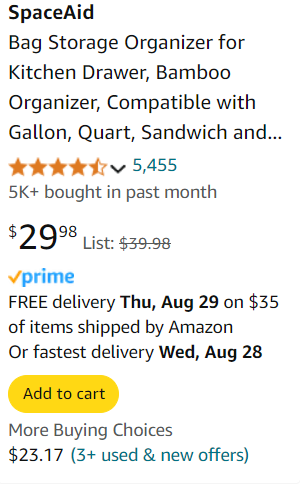 SpaceAid
Bag Storage Organizer for
Kitchen Drawer, Bamboo
Organizer, Compatible with
Gallon, Quart, Sandwich and...
5,455
5K+ bought in past month
$29 98 List: $39.98
prime
FREE delivery Thu, Aug 29 on $35
of items shipped by Amazon
Or fastest delivery Wed, Aug 28
Add to cart
More Buying Choices
$23.17 (3+ used & new offers)